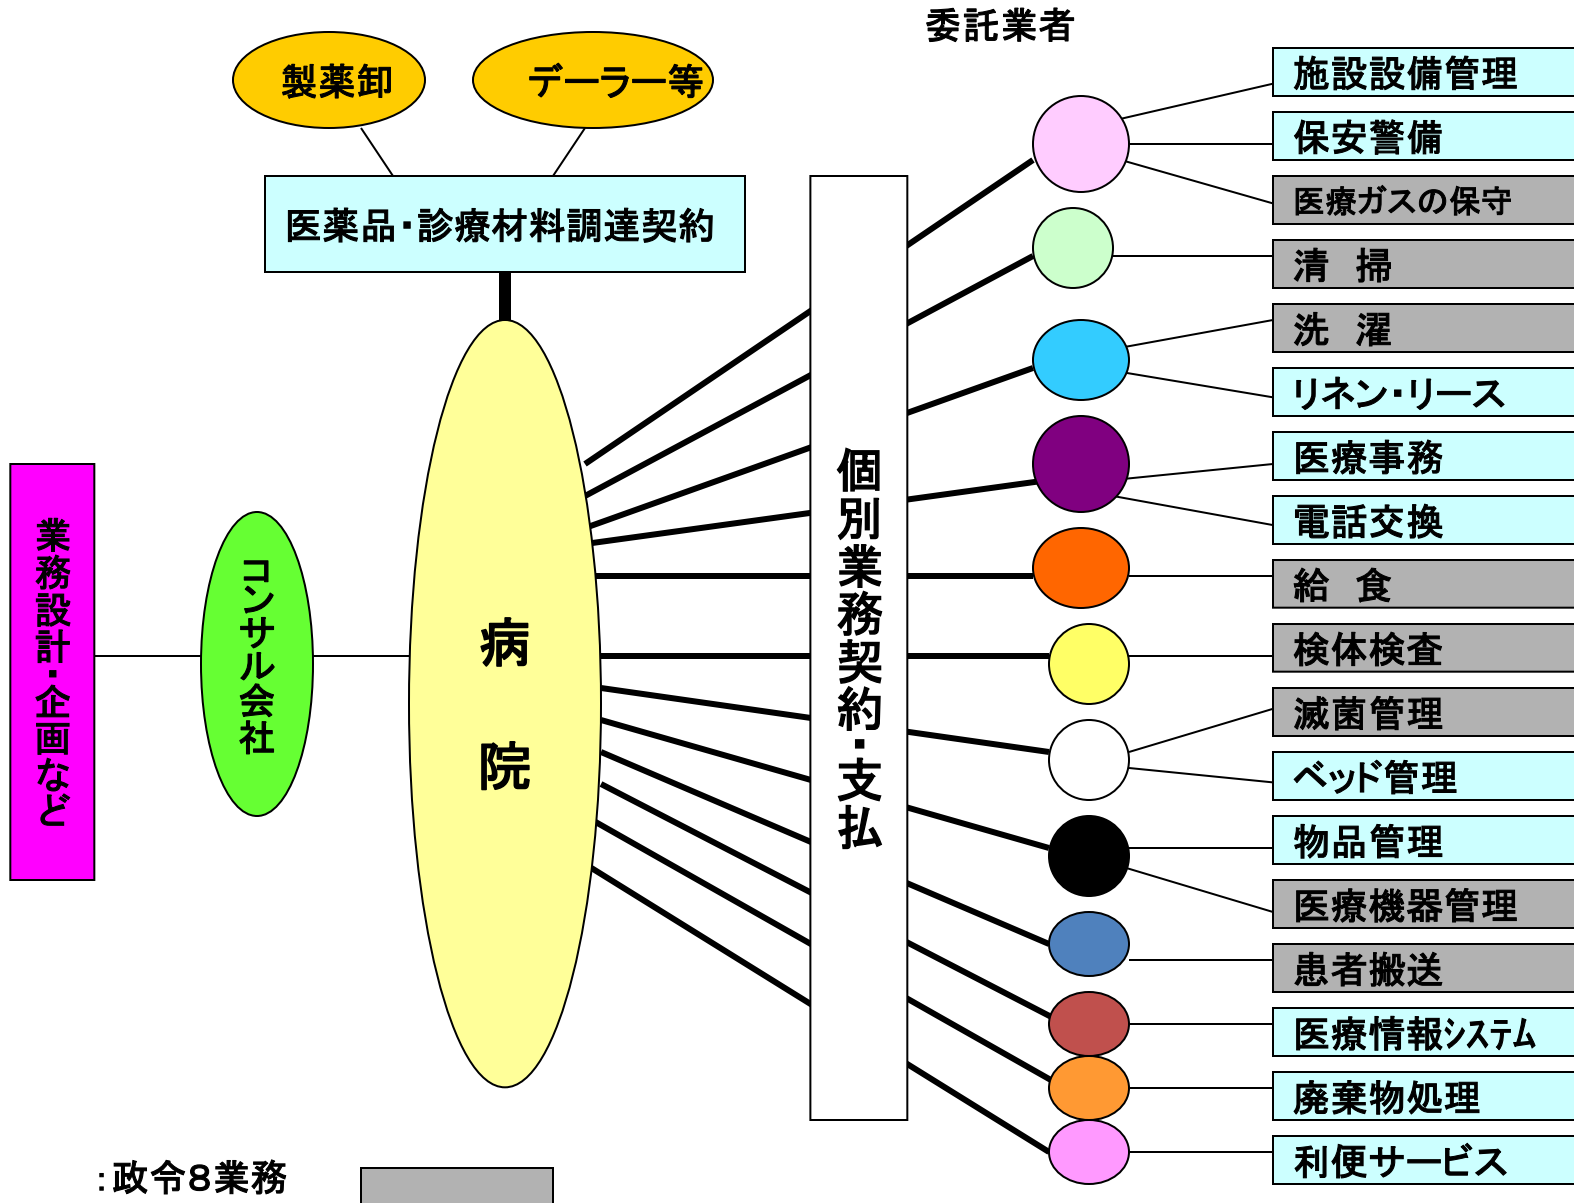 委託業者
製薬卸
デーラー等
医薬品・診療材料調達契約
業務設計・企画など
コンサル会社
病院
個別業務契約・支払
施設設備管理
保安警備
医療ガスの保守
清　掃
洗　濯
リネン・リース
医療事務
電話交換
給　食
検体検査
滅菌管理
ベッド管理
物品管理
医療機器管理
患者搬送
医療情報システム
廃棄物処理
利便サービス
：政令８業務